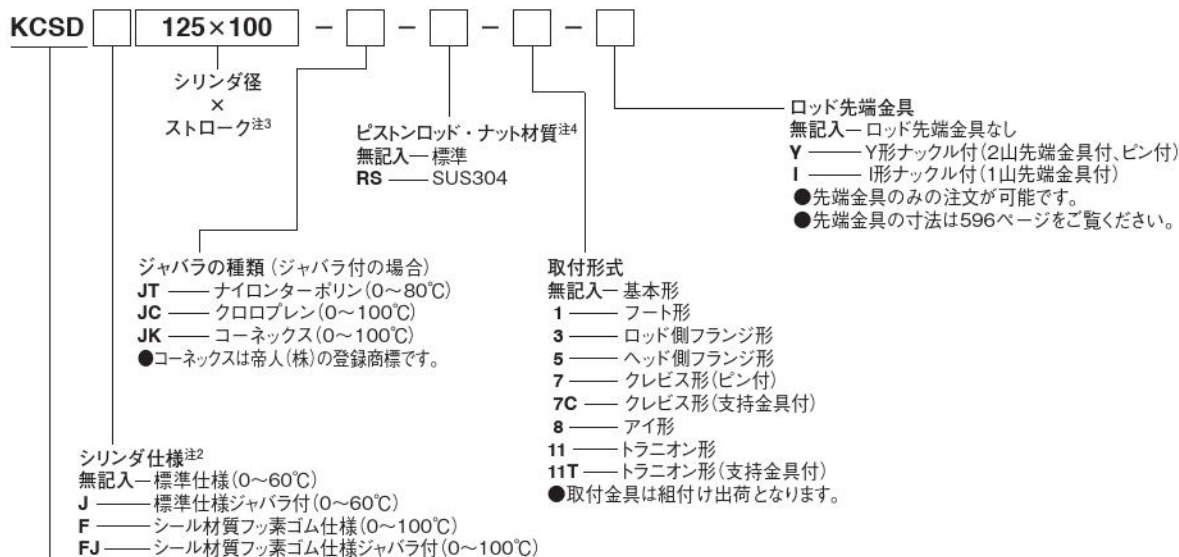 KCSD □ 125×100 － □ － □ － □ － □
シリンダ径
×
ストローク注3
ピストンロッド・ナット材質注4
無記入 標準
RS SUS304
ロッド先端金具
無記入 ロッド先端金具なし
Y Y形ナックル付(2山先端金具付、ピン付)
I I形ナックル付(1山先端金具付)
●先端金具のみの注文が可能です。
●先端金具の寸法は596ページをご覧ください。
ジャバラの種類(ジャバラ付の場合)
JT ナイロンターポリン(0〜80℃)
JC クロロプレン(0〜100℃)
JK コーネックス(0〜100℃)
●コーネックスは帝人(株)の登録商標です。
取付形式
無記入 基本形
1 フート形
3 ロッド側フランジ形
5 ヘッド側フランジ形
7 クレビス形(ピン付)
7C クレビス形(支持金具付)
8 アイ形
11 トラニオン形
11T トラニオン形(支持金具付)
●取付金具は組付け出荷となります。
シリンダ仕様注2
無記入 標準仕様(0〜60℃)
J 標準仕様ジャバラ付(0〜60℃)
F シール材質フッ素ゴム仕様(0〜100℃)
FJ シール材質フッ素ゴム仕様ジャバラ付(0〜100℃)